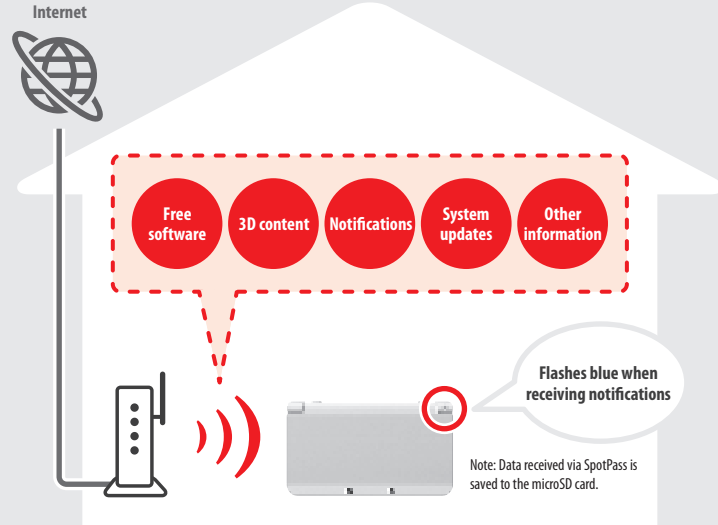 Internet
Free
software
3D content
Notifications
System
updates
Other
information
Flashes blue when
receiving notifications
Note: Data received via SpotPass is
saved to the microSD card.